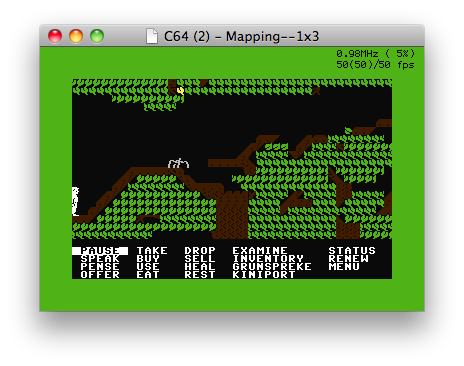 C64 (2) - Mapping--1x3
0.98MHz ( 5%)
50(50)/50 fps
PAUSE TAKE DROP EXAMINE STATUS
SPEAK BUY SELL INVENTORY RENEW
PENSE USE HEAL GRUNSPREKE MENU
OFFER EAT REST KINIPORT